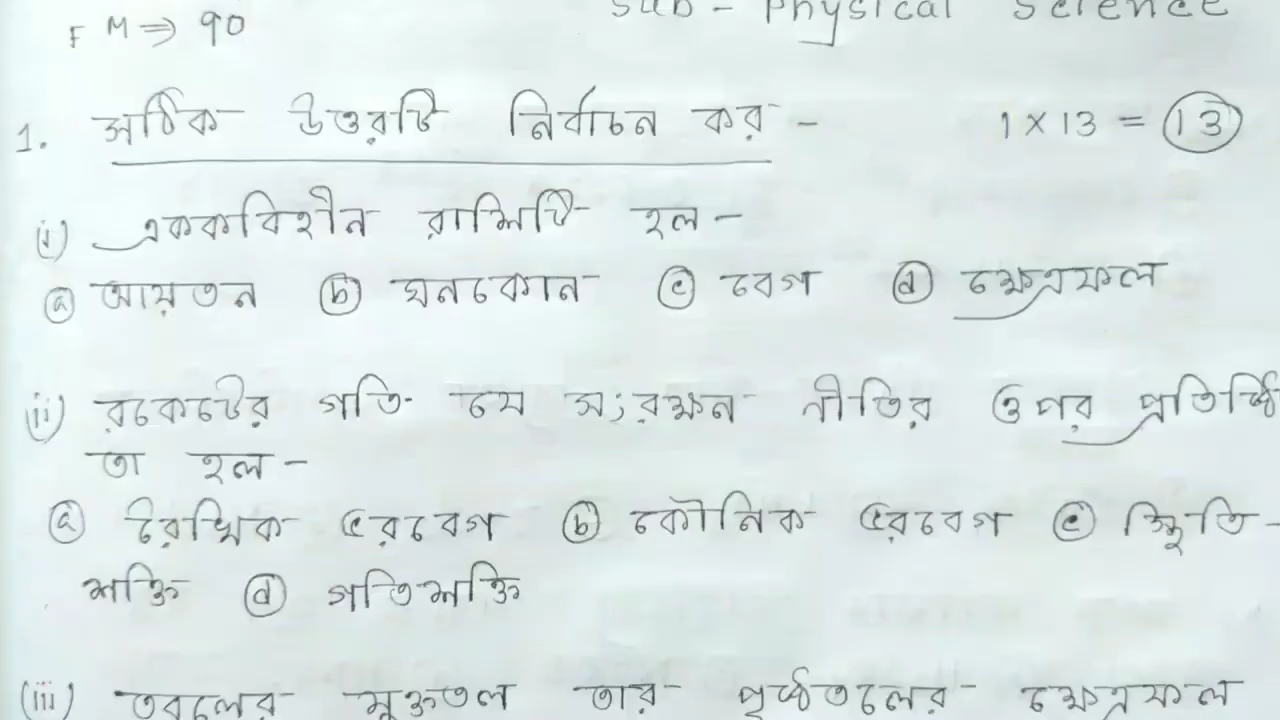 Sub - Physical Science
F M ⇒ 90
1. সঠিক উত্তরটি নির্বাচন কর - 1 × 13 = 13
(i) এককবিহীন রাশিটি হল -
ⓐ আয়তন ⓑ ঘনকোন ⓒ বেগ ⓓ ক্ষেত্রফল
(ii) রকেটের গতি যে সংরক্ষন নীতির ওপর
তা হল -
ⓐ রৈখিক ভরবেগ ⓑ কৌনিক ভরবেগ ⓒ স্থিতি
শক্তি ⓓ গতিশক্তি
(iii) তরলের মুক্ততল তার পৃষ্ঠতলের ক্ষেত্রফল